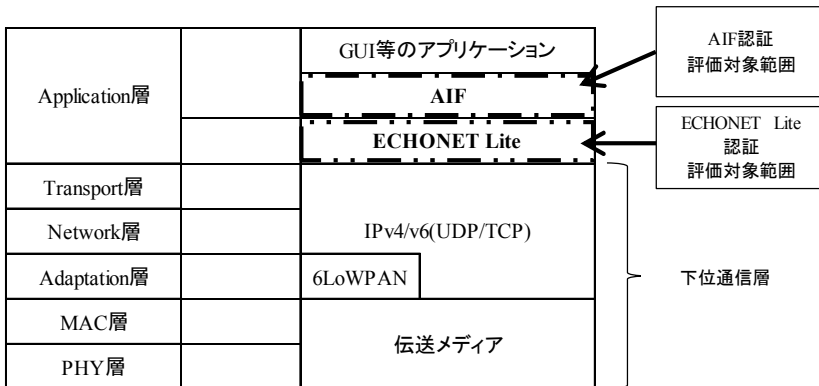 GUI等のアプリケーション
Application層
AIF
ECHONET Lite
AIF認証
評価対象範囲
ECHONET Lite
認証
評価対象範囲
Transport層
Network層
IPv4/v6(UDP/TCP)
Adaptation層
6LoWPAN
下位通信層
MAC層
伝送メディア
PHY層